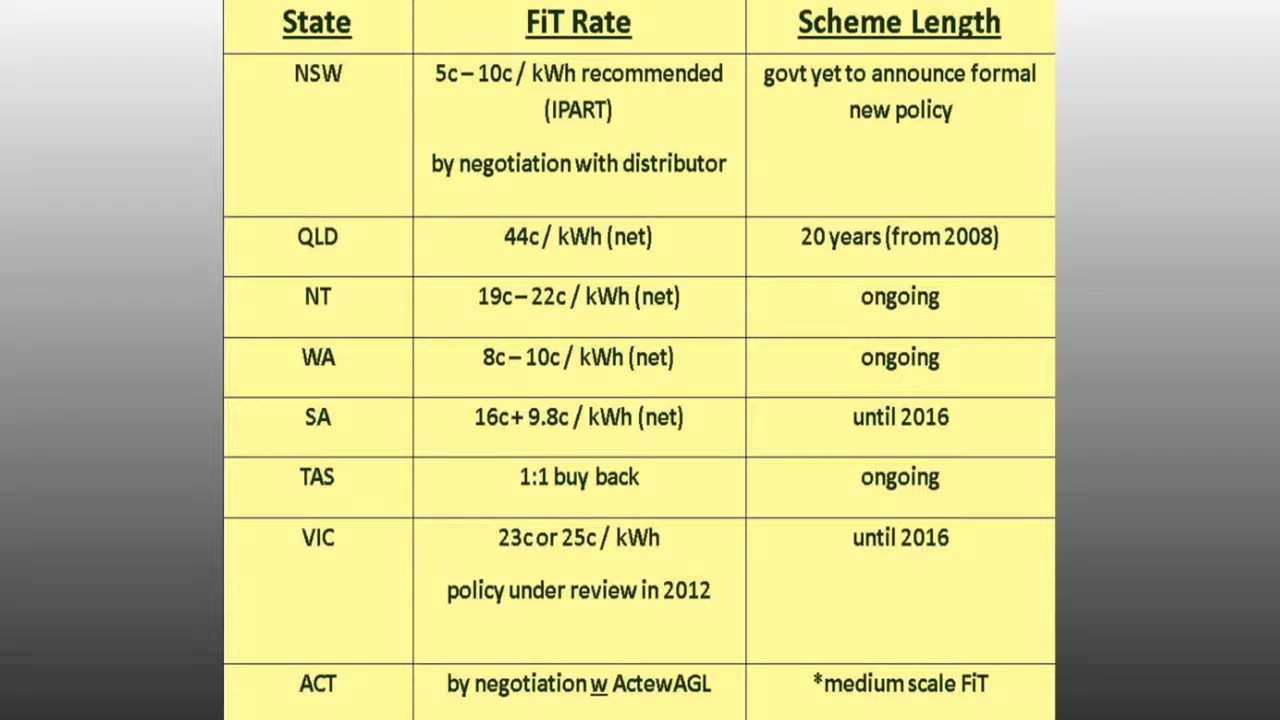 State FiT Rate Scheme Length
NSW 5c – 10c / kWh recommended govt yet to announce formal
(IPART) new policy
by negotiation with distributor
QLD 44c / kWh (net) 20 years (from 2008)
NT 19c – 22c / kWh (net) ongoing
WA 8c – 10c / kWh (net) ongoing
SA 16c + 9.8c / kWh (net) until 2016
TAS 1:1 buy back ongoing
VIC 23c or 25c / kWh until 2016
policy under review in 2012
ACT by negotiation w ActewAGL *medium scale FiT